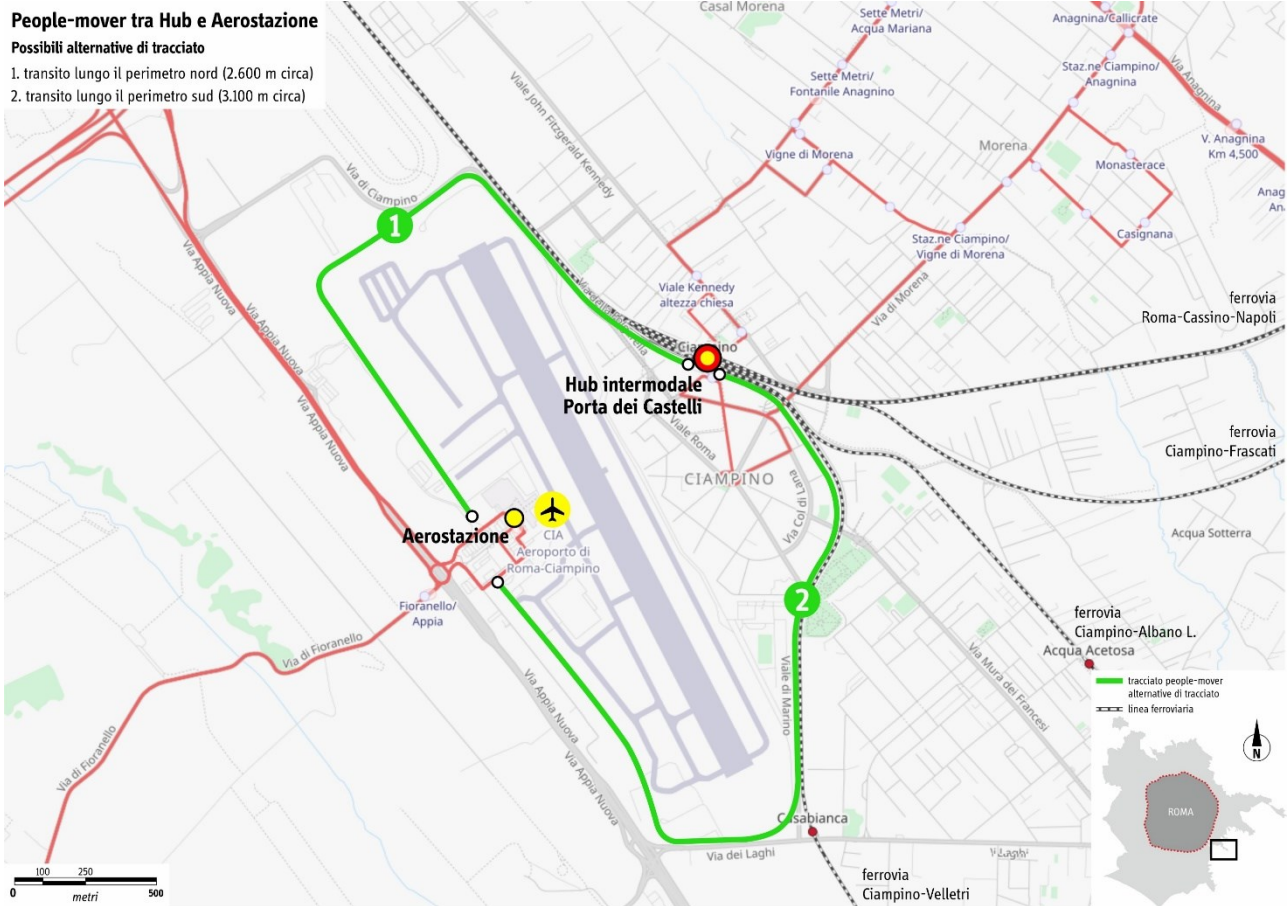 People-mover tra Hub e Aerostazione
Possibili alternative di tracciato
1. transito lungo il perimetro nord (2.600 m circa)
2. transito lungo il perimetro sud (3.100 m circa)
Casal Morena
Sette Metri/
Acqua Mariana
Anagnina/Callicrate
Via Anagnina
Staz.ne Ciampino/
Anagnina
Sette Metri/
Fontanile Anagnino
Viale John Fitzgerald Kennedy
V. Anagnina
Km 4,500
Morena
Vigne di Morena
Monasterace
Via di Ciampino
1
Casignana
Staz.ne Ciampino/
Vigne di Morena
Via Appia Nuova
Via Appia Nuova
Via Appia Nuova
Via Appia Nuova
Viale Kennedy
altezza chiesa
Via di Morena
ferrovia
Roma-Cassino-Napoli
Ciampino
Hub intermodale
Porta dei Castelli
Viale Roma
CIAMPINO
Via Col di Lana
ferrovia
Ciampino-Frascati
Acqua Sotterra
Aerostazione
CIA
Aeroporto di
Roma-Ciampino
2
Fioranello/
Appia
Via di Fioranello
ferrovia
Ciampino-Albano L.
Acqua Acetosa
Via Mura dei Francesi
Viale di Marino
Via Appia Nuova
Via Appia Nuova
Via di Fioranello
Casabianca
Via dei Laghi
ferrovia
Ciampino-Velletri
tracciato people-mover
alternative di tracciato
linea ferroviaria
N
ROMA
100 250
0 metri 500